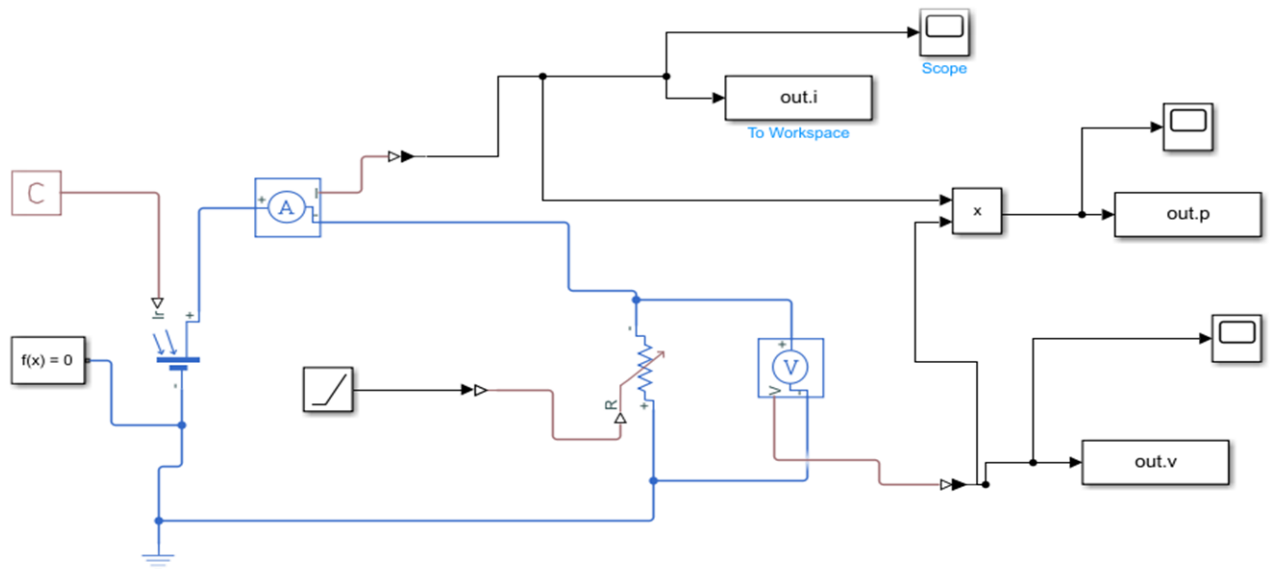 Scope
out.i
To Workspace
C
+
A
I
-
x
out.p
Ir
+
-
f(x) = 0
-
R
+
+
V
V
-
out.v